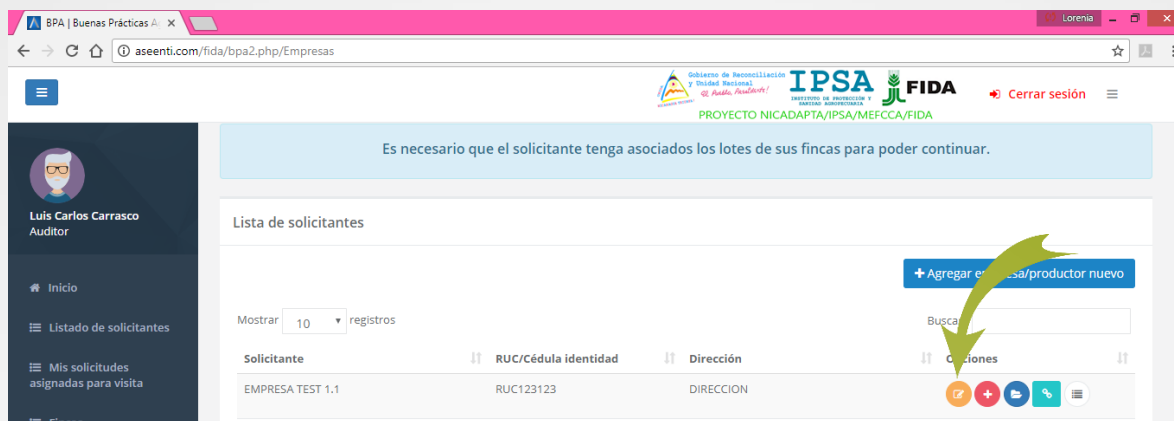 BPA | Buenas Prácticas A
Lorenia
aseenti.com/fida/bpa2.php/Empresas
Gobierno de Reconciliación
y Unidad Nacional
El Pueblo, Presidente!
IPSA
INSTITUTO DE PROTECCIÓN Y
SANIDAD AGROPECUARIA
FIDA
PROYECTO NICADAPTA/IPSA/MEFCCA/FIDA
Cerrar sesión
Es necesario que el solicitante tenga asociados los lotes de sus fincas para poder continuar.
Luis Carlos Carrasco
Auditor
Lista de solicitantes
+ Agregar sa/productor nuevo
Inicio
Listado de solicitantes
Mis solicitudes
asignadas para visita
Mostrar 10 registros
Solicitante RUC/Cédula identidad Dirección
EMPRESA TEST 1.1 RUC123123 DIRECCION